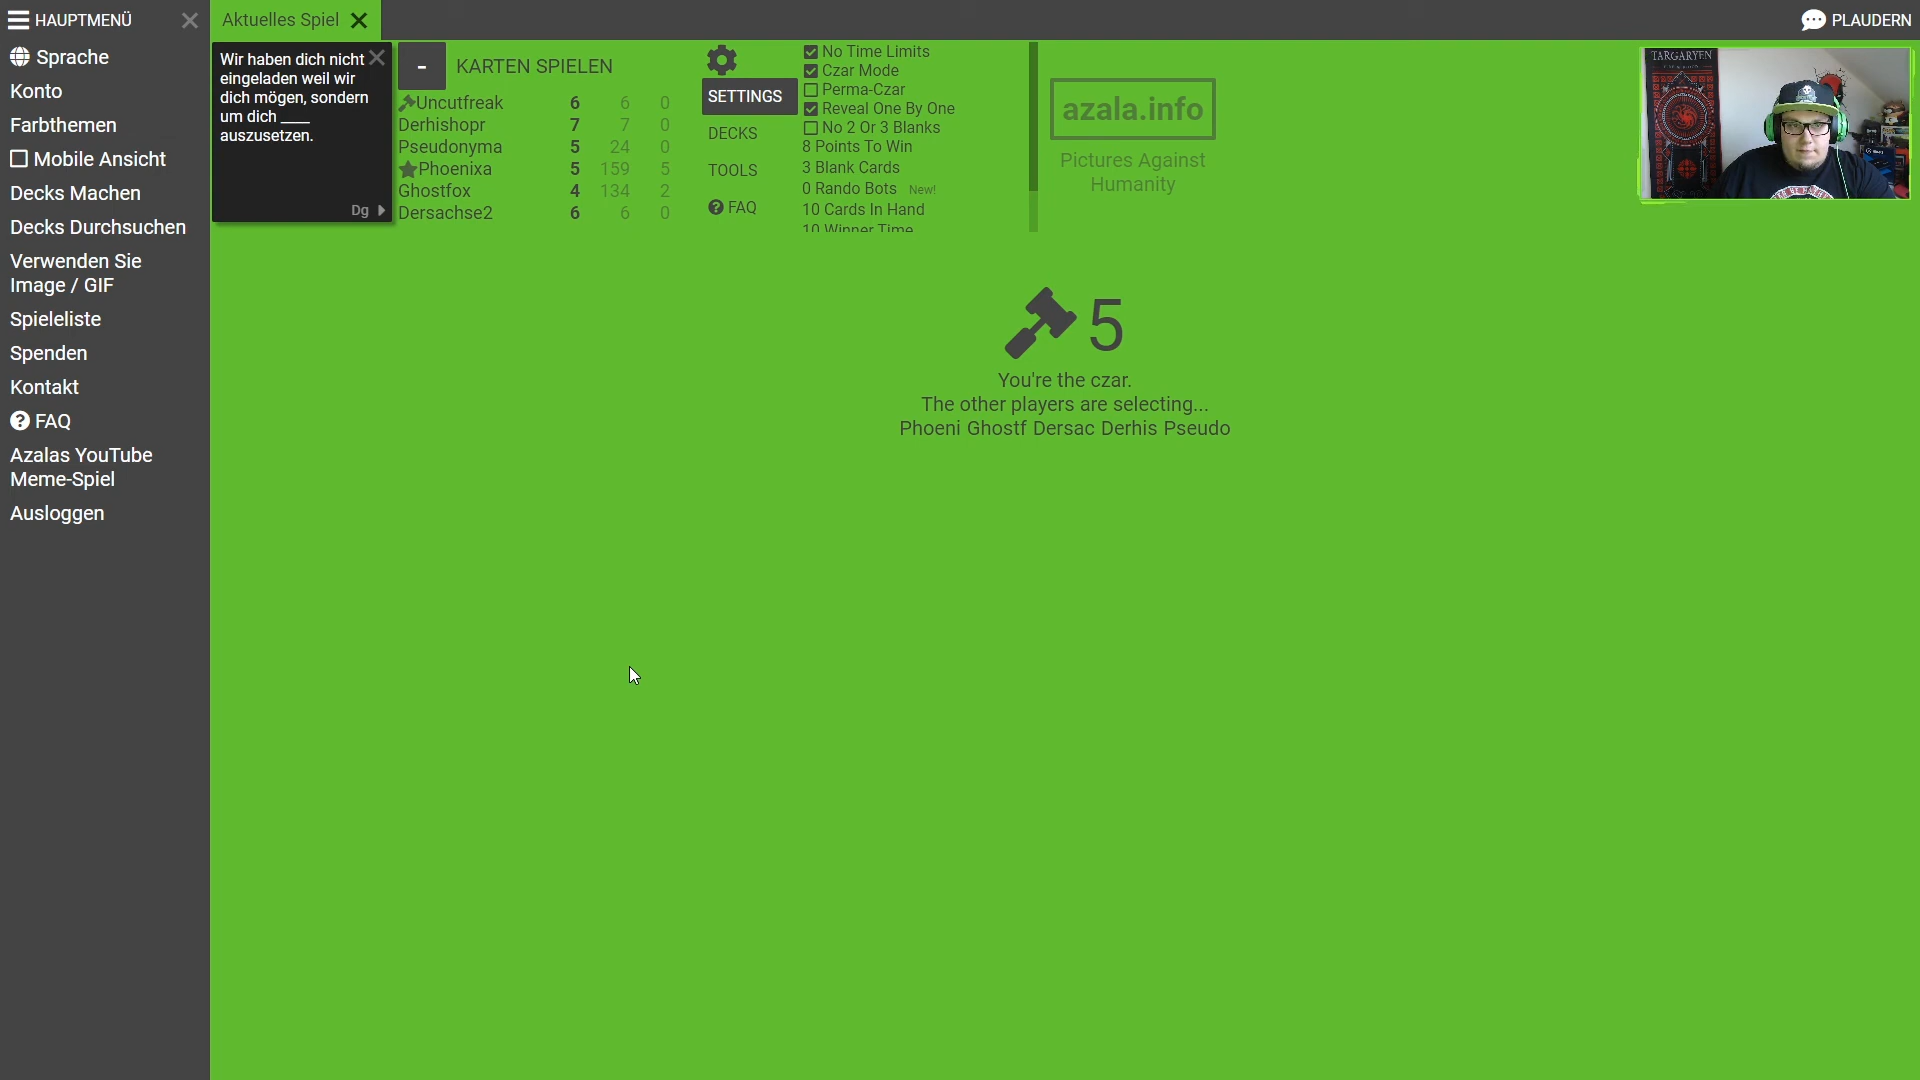 HAUPTMENÜ
Sprache
Konto
Farbthemen
Mobile Ansicht
Decks Machen
Decks Durchsuchen
Verwenden Sie
Image / GIF
Spieleliste
Spenden
Kontakt
FAQ
Azalas YouTube
Meme-Spiel
Ausloggen
Aktuelles Spiel
Wir haben dich nicht
eingeladen weil wir
dich mögen, sondern
um dich ____
auszusetzen.
Dg
-
KARTEN SPIELEN
Uncutfreak 6 6 0
Derhishopr 7 7 0
Pseudonyma 5 24 0
Phoenixa 5 159 5
Ghostfox 4 134 2
Dersachse2 6 6 0
SETTINGS
DECKS
TOOLS
FAQ
No Time Limits
Czar Mode
Perma-Czar
Reveal One By One
No 2 Or 3 Blanks
8 Points To Win
3 Blank Cards
0 Rando Bots New!
10 Cards In Hand
10 Winner Time
azala.info
Pictures Against
Humanity
PLAUDERN
TARGARYEN
5
You're the czar.
The other players are selecting...
Phoeni Ghostf Dersac Derhis Pseudo